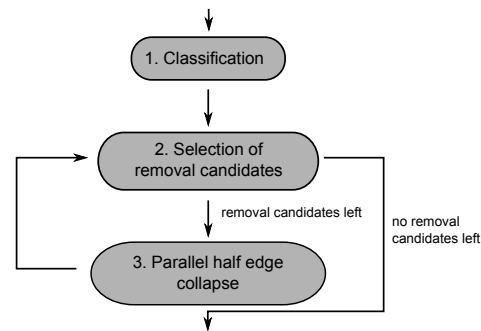 1. Classification
2. Selection of
removal candidates
removal candidates left
no removal
candidates left
3. Parallel half edge
collapse